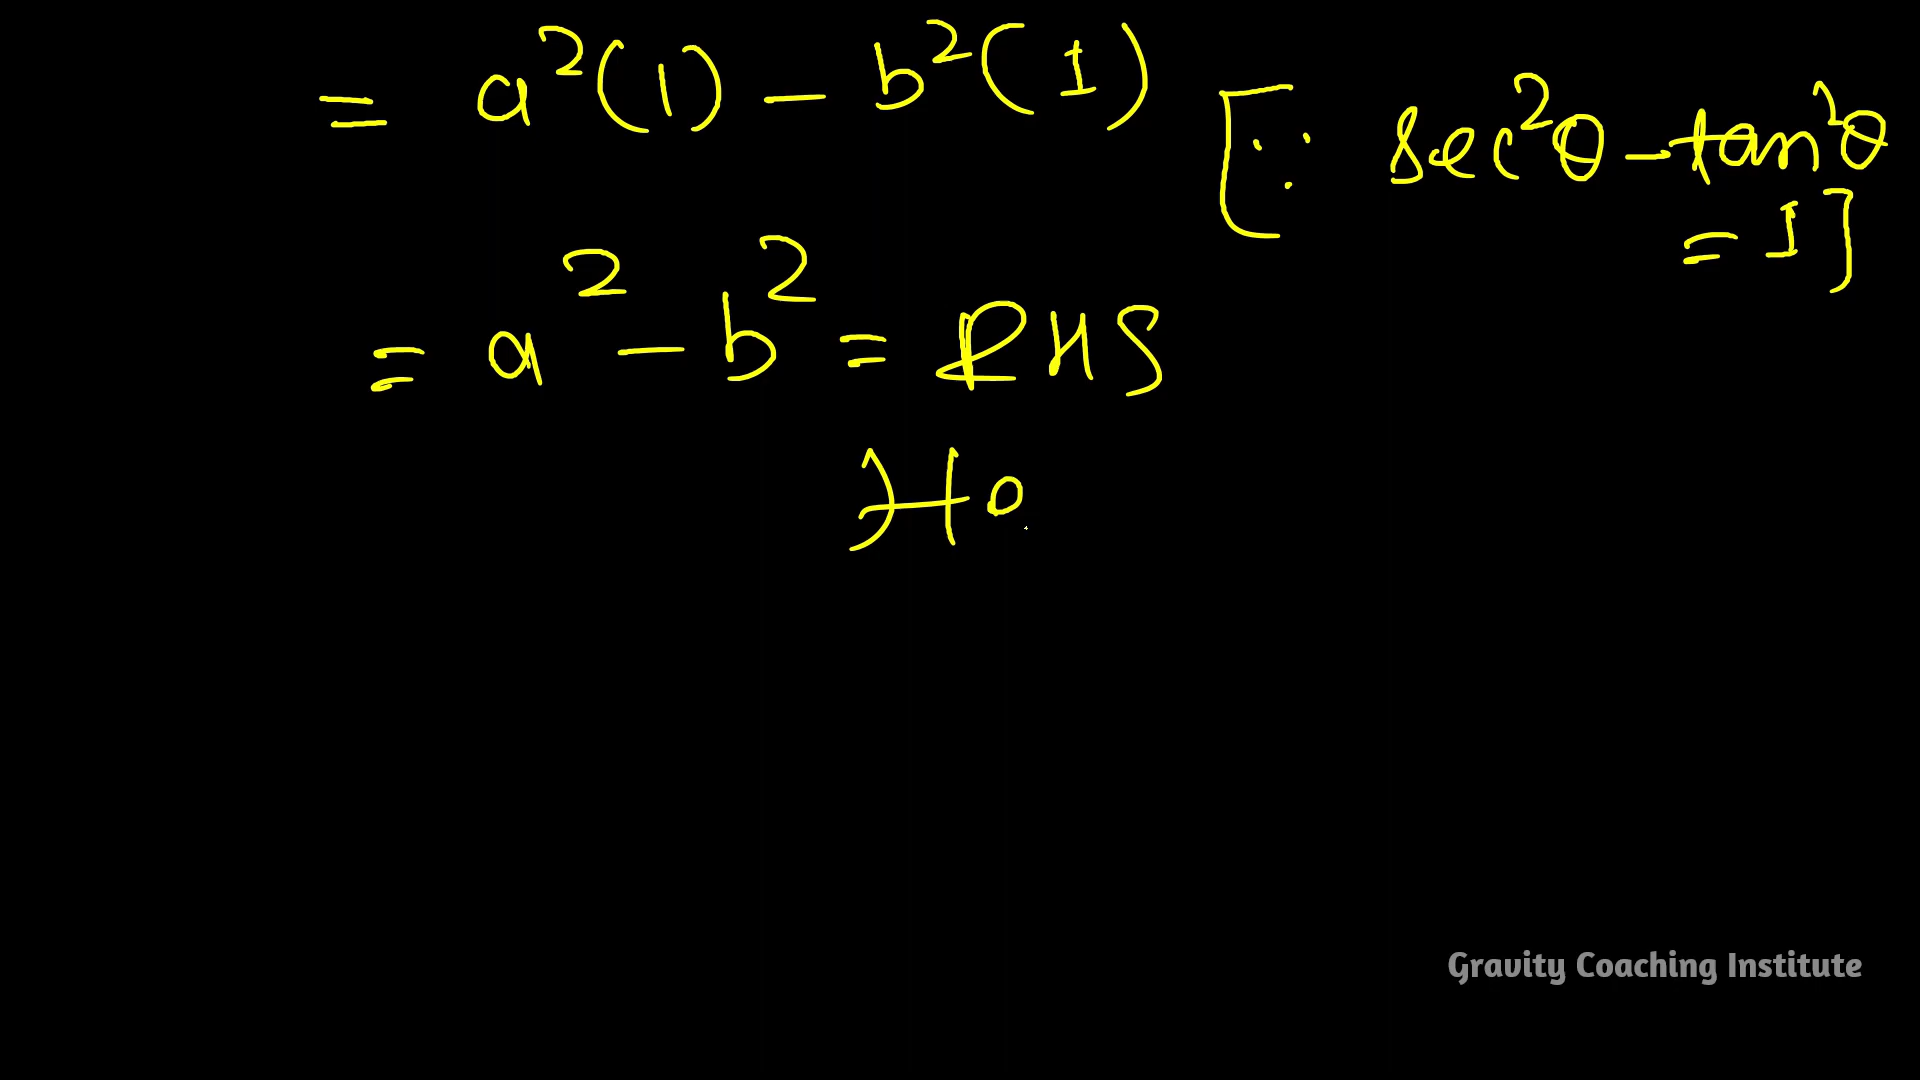 = a²(1) - b²(1) [∵ sec²θ - tan²θ
= 1]
= a² - b² = RHS
Ho
Gravity Coaching Institute